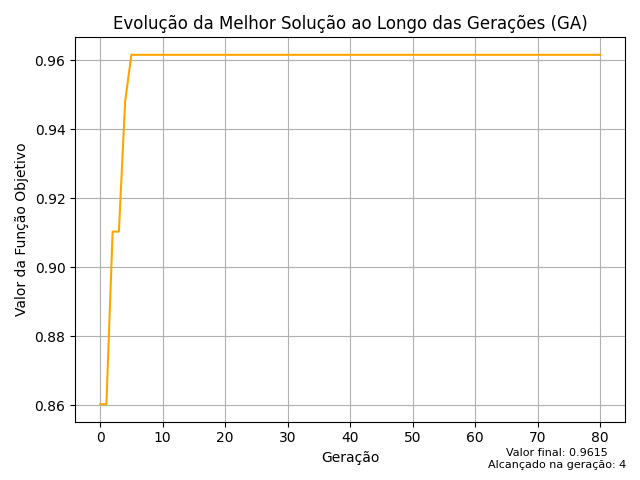 Evolução da Melhor Solução ao Longo das Gerações (GA)
Valor da Função Objetivo
0.96
0.94
0.92
0.90
0.88
0.86
0 10 20 30 40 50 60 70 80
Geração
Valor final: 0.9615
Alcançado na geração: 4